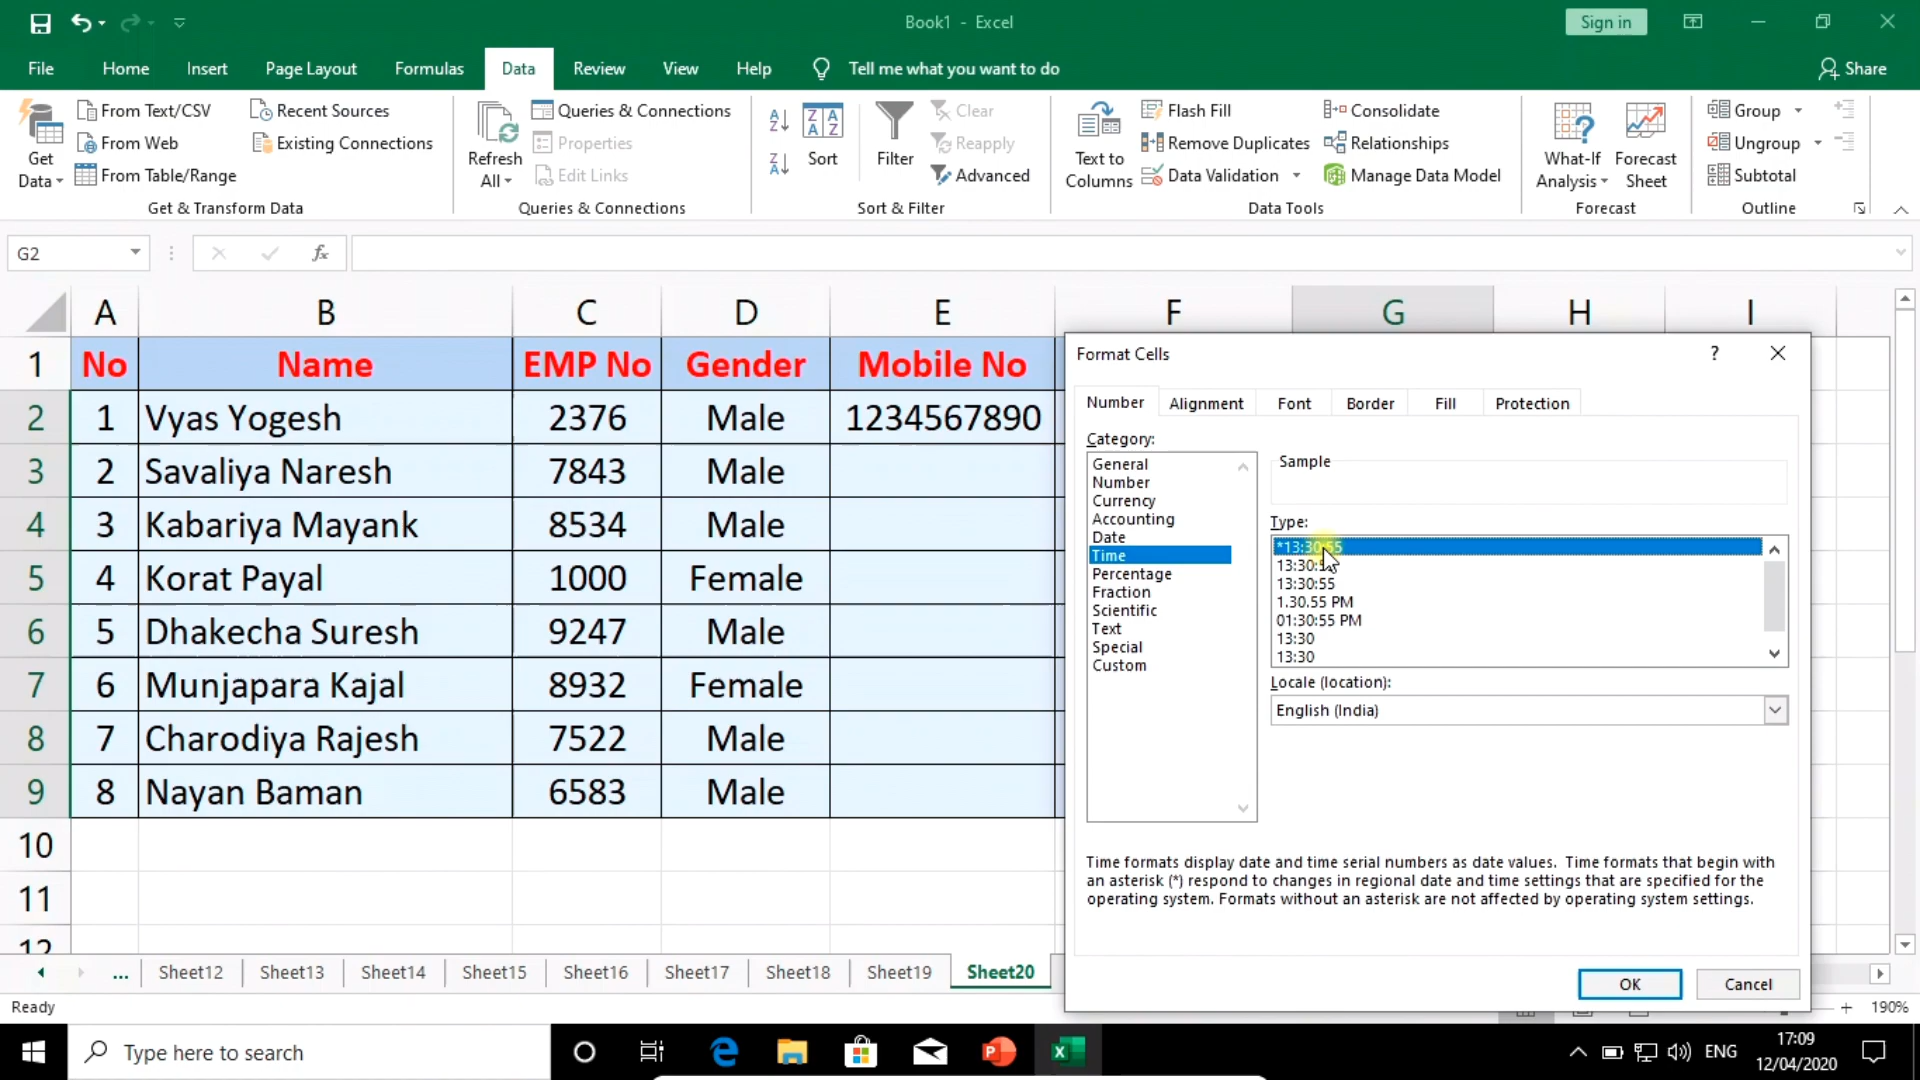 Book1 - Excel
Sign in
File Home Insert Page Layout Formulas Data Review View Help Tell me what you want to do
Share
Get Data
From Text/CSV
From Web
From Table/Range
Recent Sources
Existing Connections
Get & Transform Data
Refresh All
Queries & Connections
Properties
Edit Links
Queries & Connections
Sort
Filter
Clear
Reapply
Advanced
Sort & Filter
Text to Columns
Flash Fill
Remove Duplicates
Data Validation
Consolidate
Relationships
Manage Data Model
Data Tools
What-If Analysis
Forecast Sheet
Forecast
Group
Ungroup
Subtotal
Outline
G2
fx
A B C D E F G H I
1 No Name EMP No Gender Mobile No
2 1 Vyas Yogesh 2376 Male 1234567890
3 2 Savaliya Naresh 7843 Male
4 3 Kabariya Mayank 8534 Male
5 4 Korat Payal 1000 Female
6 5 Dhakecha Suresh 9247 Male
7 6 Munjapara Kajal 8932 Female
8 7 Charodiya Rajesh 7522 Male
9 8 Nayan Baman 6583 Male
10
11
12
Format Cells
?
Number Alignment Font Border Fill Protection
Category:
General
Number
Currency
Accounting
Date
Time
Percentage
Fraction
Scientific
Text
Special
Custom
Sample
Type:
*13:30:55
13:30:55
1.30.55 PM
01:30:55 PM
13:30
13:30
Locale (location):
English (India)
Time formats display date and time serial numbers as date values. Time formats that begin with
an asterisk (*) respond to changes in regional date and time settings that are specified for the
operating system. Formats without an asterisk are not affected by operating system settings.
OK
Cancel
... Sheet12 Sheet13 Sheet14 Sheet15 Sheet16 Sheet17 Sheet18 Sheet19 Sheet20
Ready
190%
Type here to search
ENG
17:09
12/04/2020